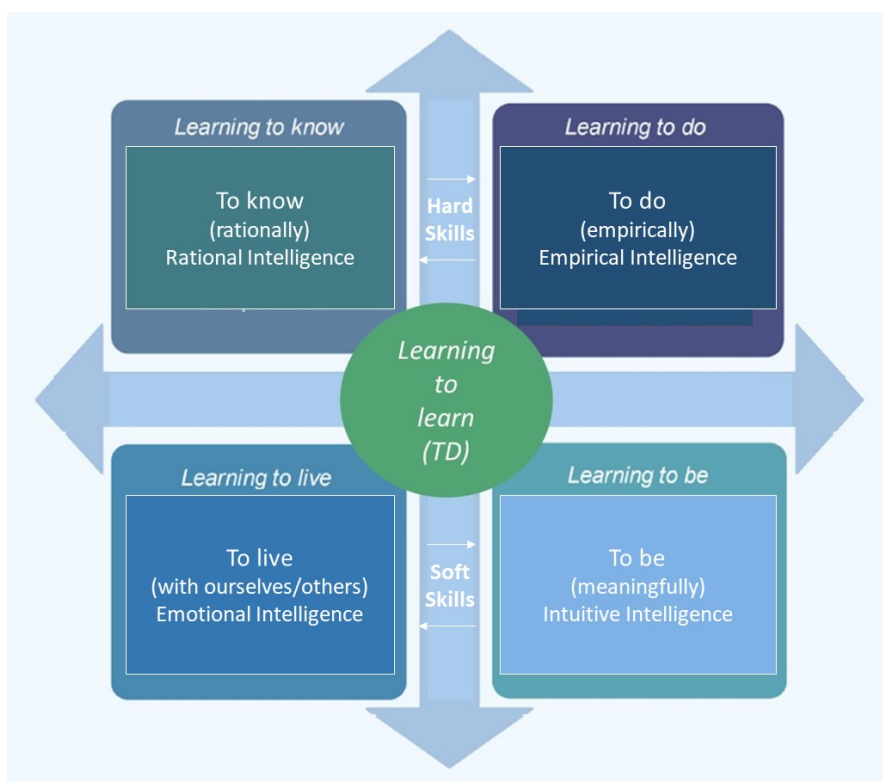 Learning to know
To know
(rationally)
Rational Intelligence
Learning to do
To do
(empirically)
Empirical Intelligence
Hard
Skills
Learning
to
learn
(TD)
Learning to live
To live
(with ourselves/others)
Emotional Intelligence
Learning to be
To be
(meaningfully)
Intuitive Intelligence
Soft
Skills